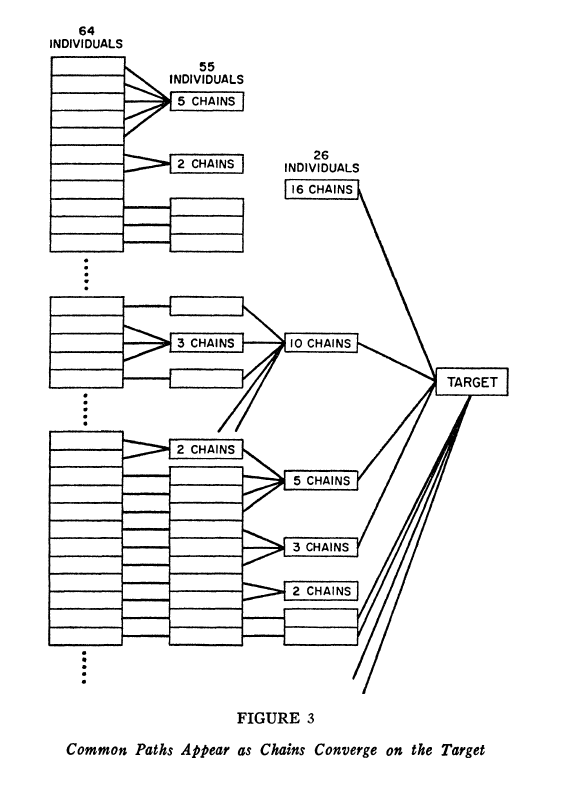 64
INDIVIDUALS
55
INDIVIDUALS
5 CHAINS
2 CHAINS
26
INDIVIDUALS
16 CHAINS
3 CHAINS
10 CHAINS
TARGET
2 CHAINS
5 CHAINS
3 CHAINS
2 CHAINS
FIGURE 3
Common Paths Appear as Chains Converge on the Target